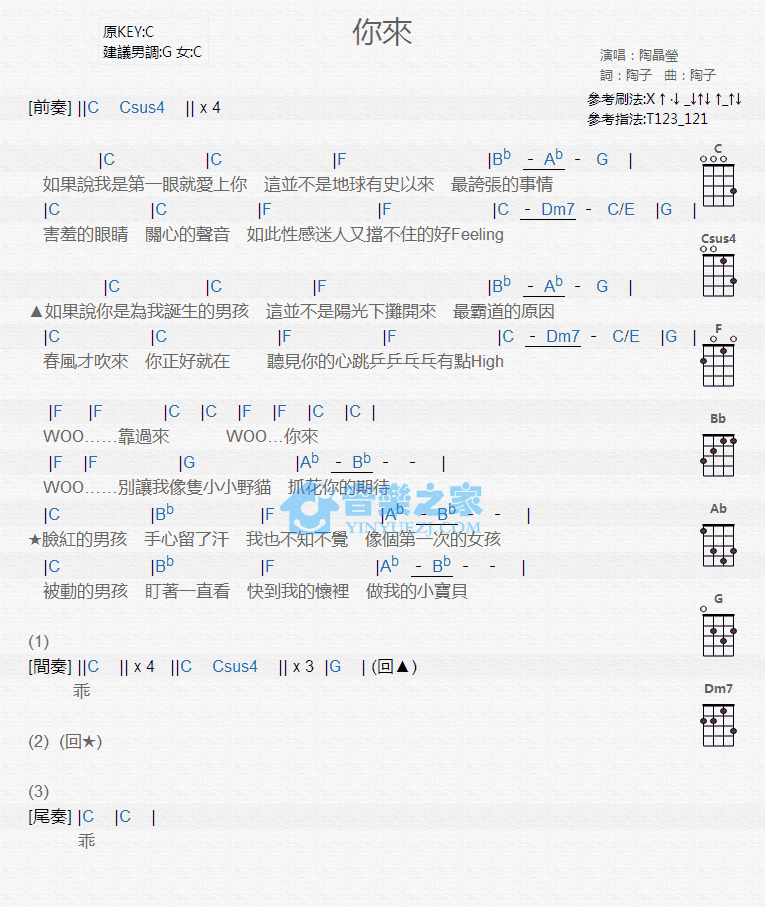 你來
原KEY:C
建議男調:G 女:C
演唱：陶晶瑩
詞：陶子　曲：陶子
參考刷法:X↑·↓_↓↑↓↑_↑↓
參考指法:T123_121
[前奏] ||C Csus4 || x 4
|C |C |F |Bb - Ab - G |
如果說我是第一眼就愛上你 這並不是地球有史以來 最誇張的事情
|C |C |F |F |C - Dm7 - C/E |G |
害羞的眼睛 關心的聲音 如此性感迷人又擋不住的好Feeling
|C |C |F |Bb - Ab - G |
▲如果說你是為我誕生的男孩 這並不是陽光下攤開來 最霸道的原因
|C |C |F |F |C - Dm7 - C/E |G |
春風才吹來 你正好就在 聽見你的心跳乒乒乓乓有點High
|F |F |C |C |F |F |C |C |
WOO……靠過來 WOO…你來
|F |F |G |Ab - Bb - - |
WOO……別讓我像隻小小野貓 抓花你的期待
|C |Bb |F |Ab - Bb - - |
★臉紅的男孩 手心留了汗 我也不知不覺 像個第一次的女孩
|C |Bb |F |Ab - Bb - - |
被動的男孩 盯著一直看 快到我的懷裡 做我的小寶貝
(1)
[間奏] ||C || x 4 ||C Csus4 || x 3 |G | (回▲)
乖
(2) (回★)
(3)
[尾奏] |C |C |
乖
C
Csus4
F
Bb
Ab
G
Dm7
音樂之家
YINYUEZJ.COM